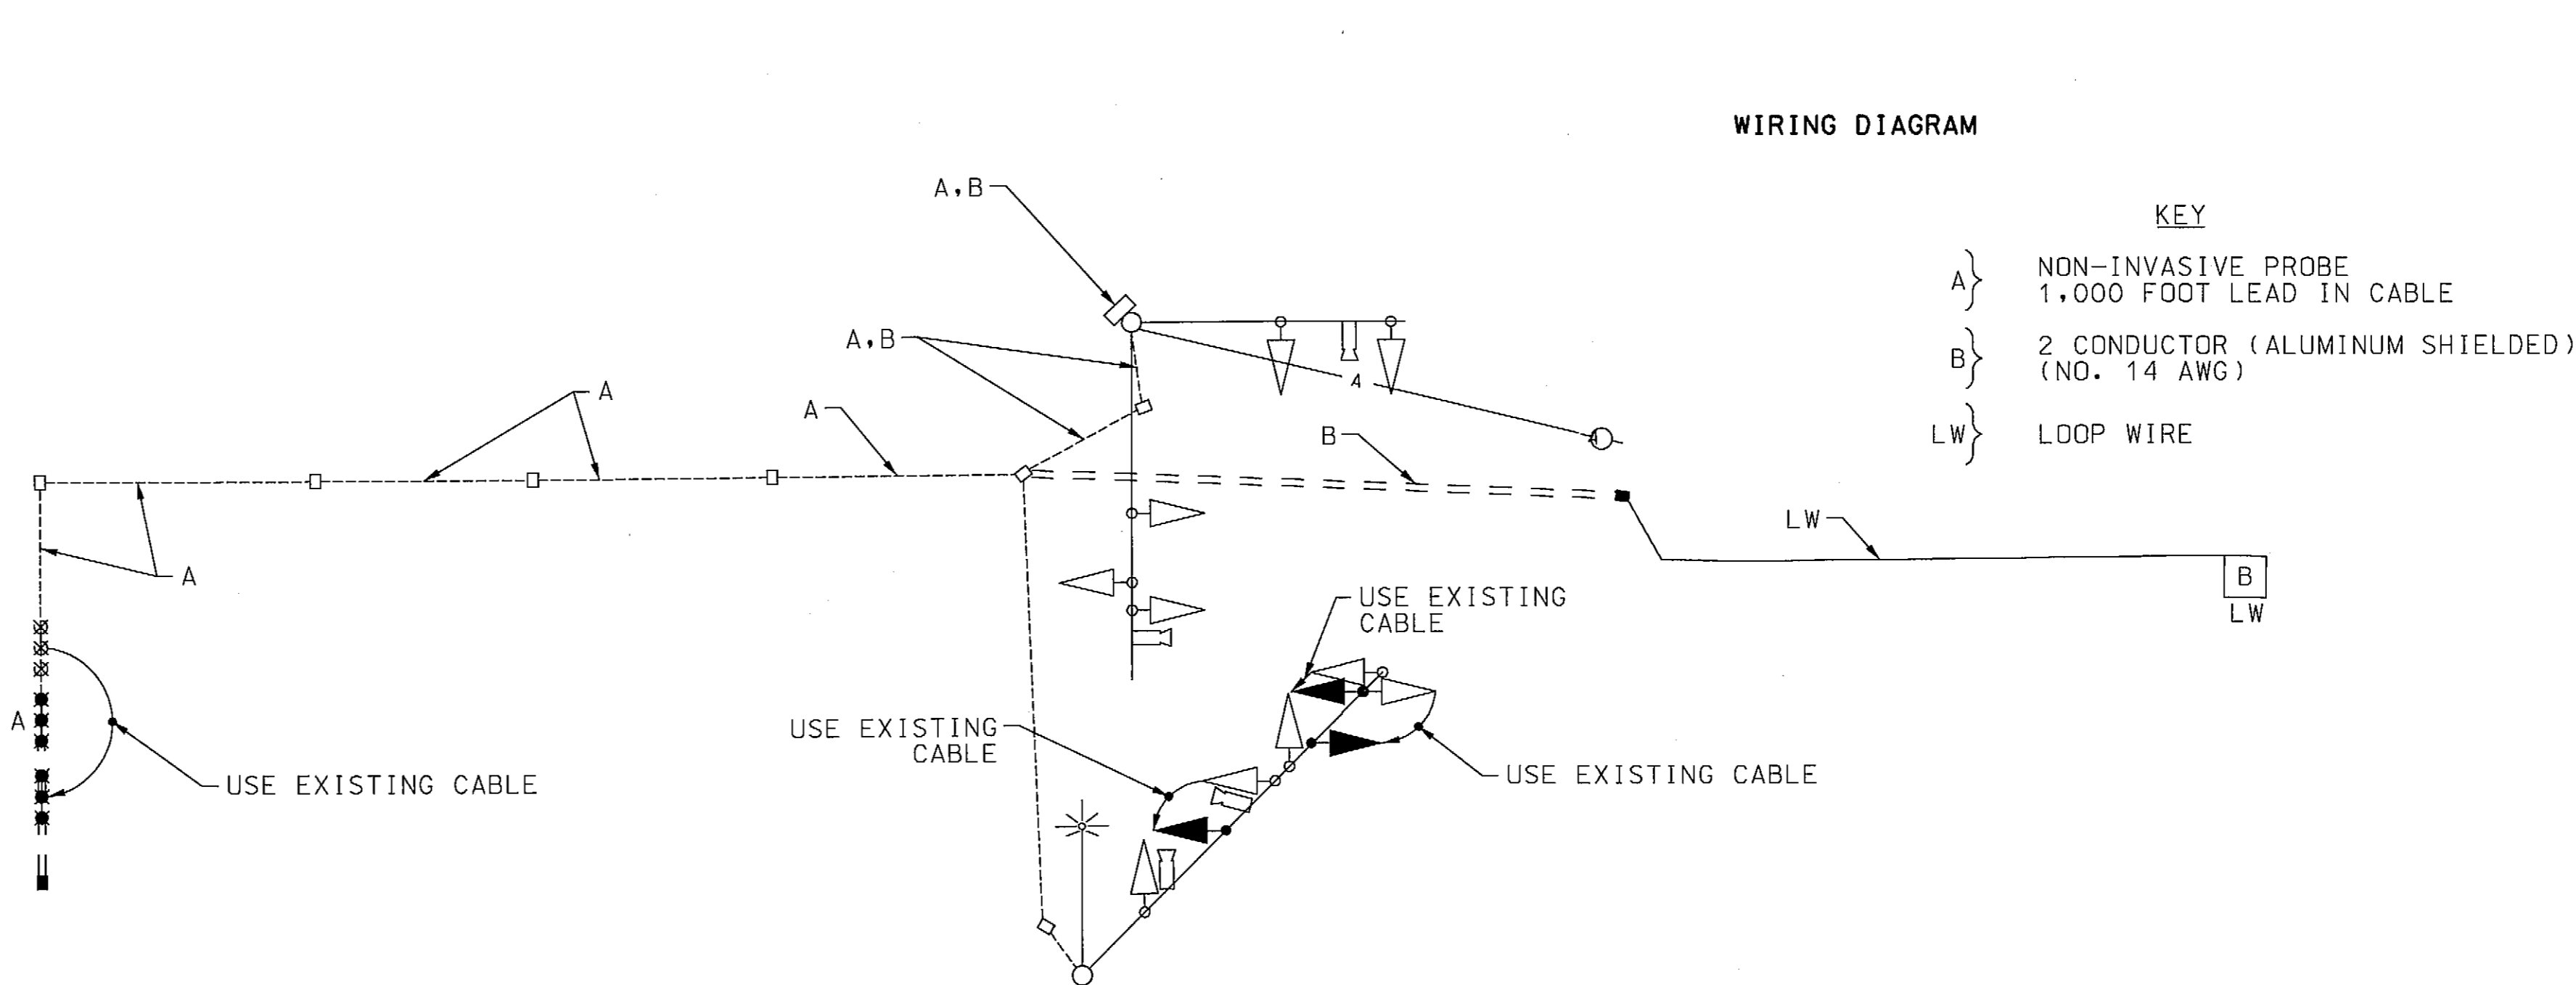 WIRING DIAGRAM
A,B
KEY
A} NON-INVASIVE PROBE
1,000 FOOT LEAD IN CABLE
A,B
B} 2 CONDUCTOR (ALUMINUM SHIELDED)
(NO. 14 AWG)
A
A
A
B
LW} LOOP WIRE
LW
A
B
LW
USE EXISTING
CABLE
A
USE EXISTING
CABLE
USE EXISTING CABLE
USE EXISTING CABLE